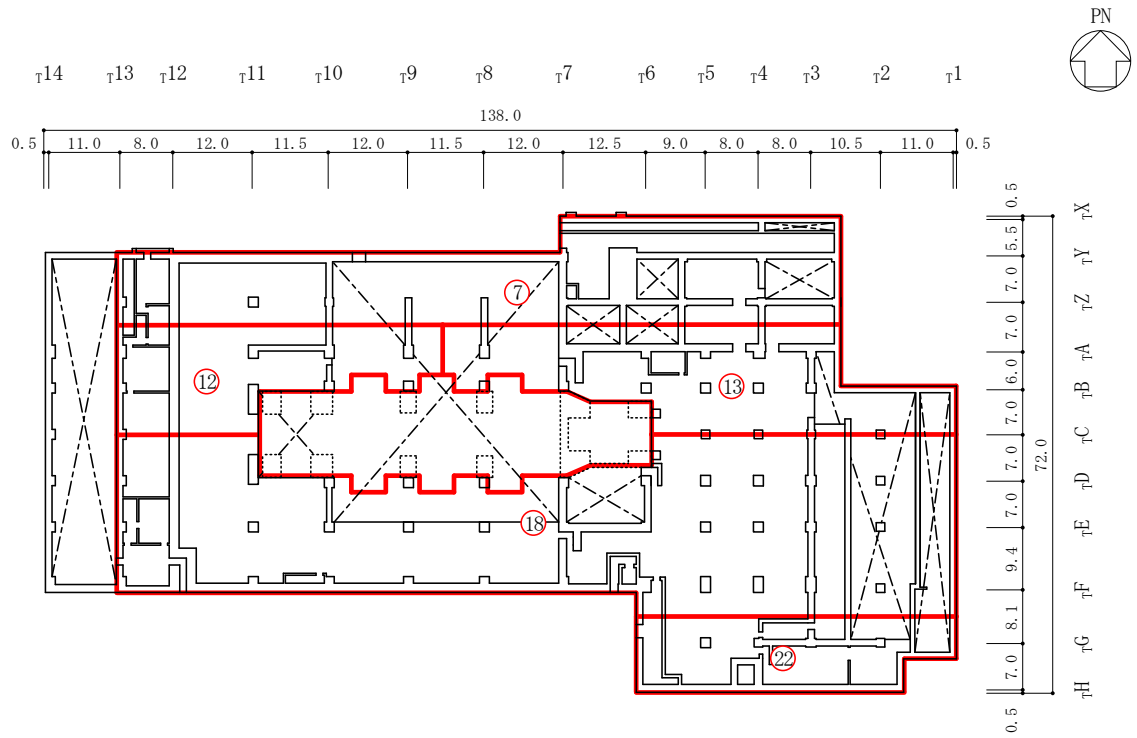 PN
T14 T13 T12 T11 T10 T9 T8 T7 T6 T5 T4 T3 T2 T1
138.0
0.5 11.0 8.0 12.0 11.5 12.0 11.5 12.0 12.5 9.0 8.0 8.0 10.5 11.0 0.5
0.5 TX
5.5
TY
7.0
TZ
7.0
TA
6.0
TB
7.0
TC
72.0
7.0
TD
7.0
TE
9.4
TF
8.1
TG
7.0
TH
0.5
7
12
13
18
22